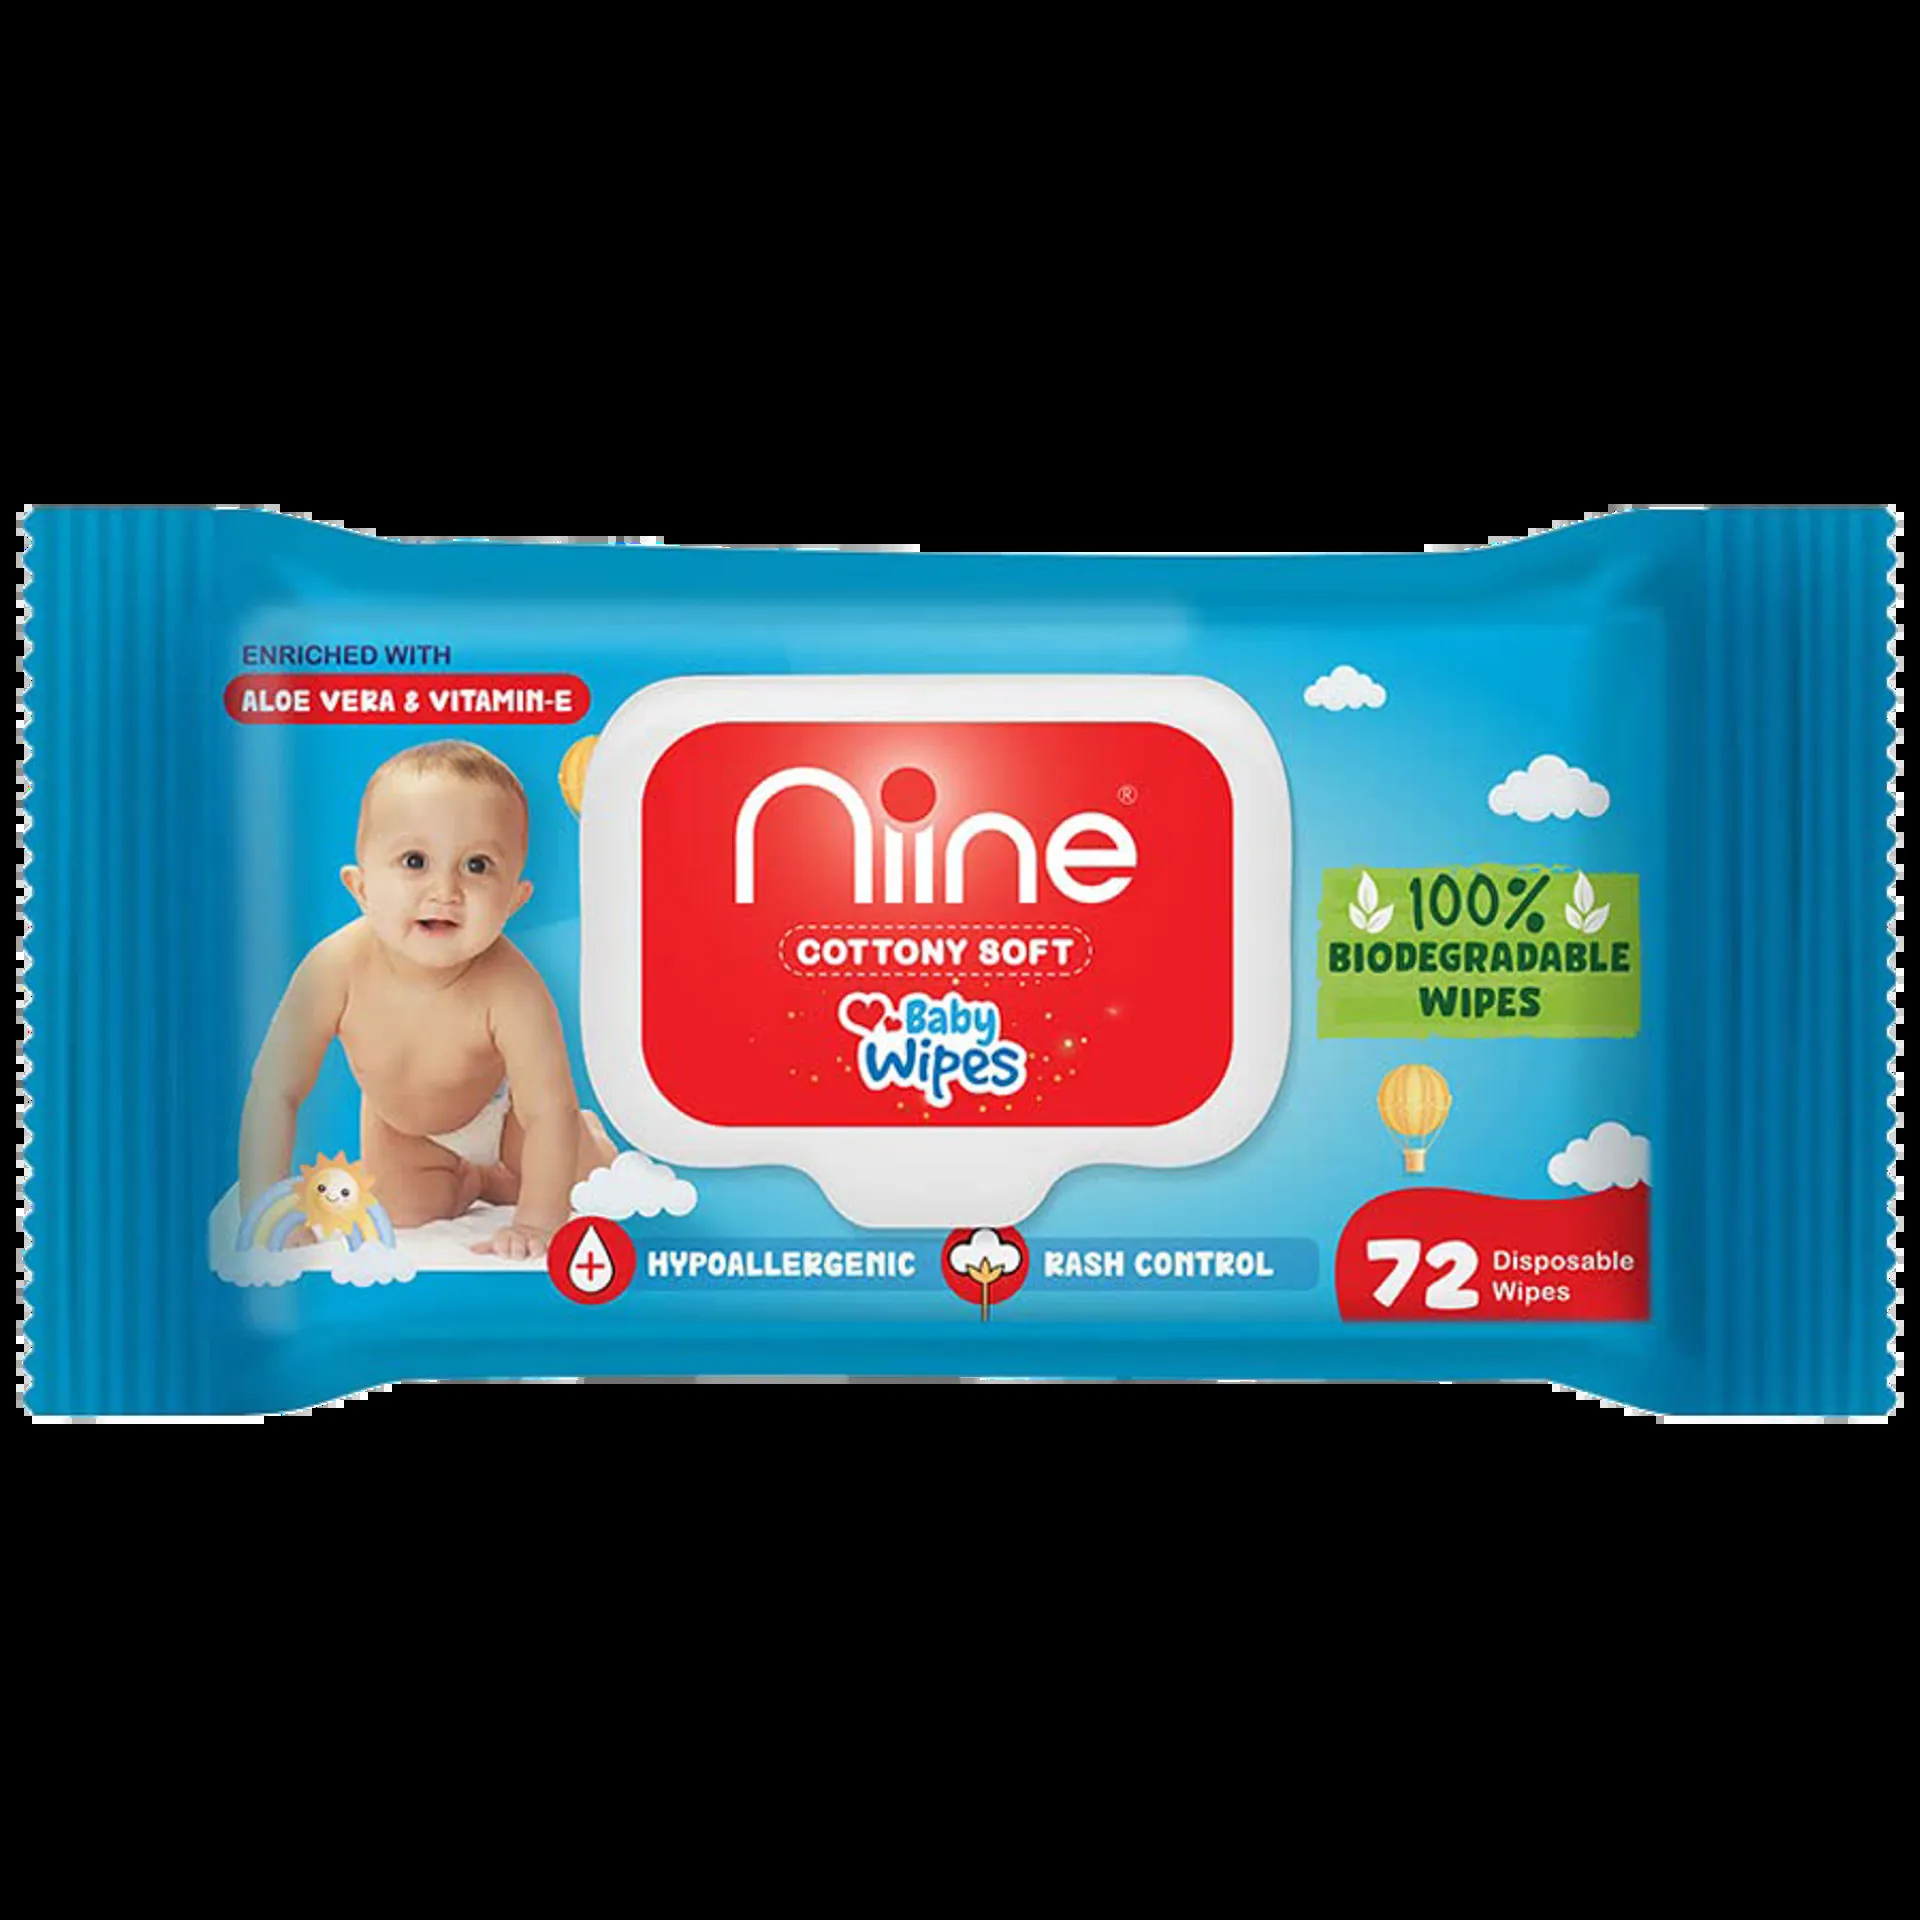 ENRICHED WITH
ALOE VERA & VITAMIN-E
niine®
COTTONY SOFT
Baby
Wipes
100%
BIODEGRADABLE
WIPES
HYPOALLERGENIC
RASH CONTROL
72 Disposable
Wipes